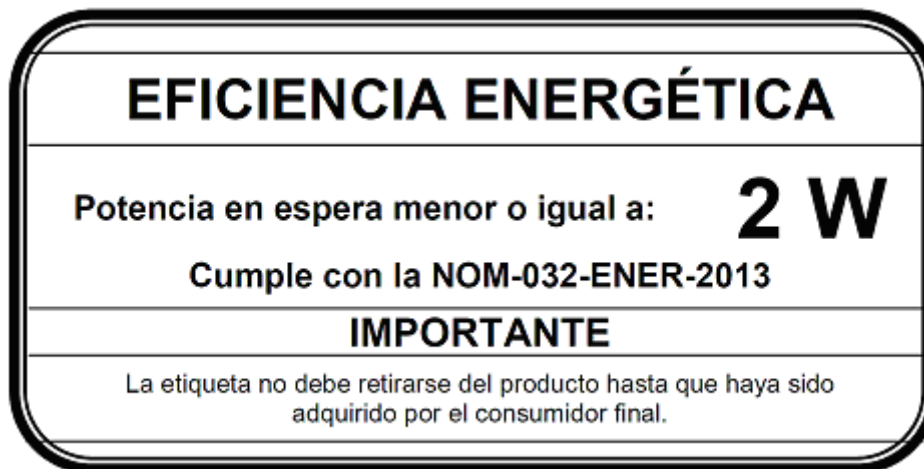 EFICIENCIA ENERGÉTICA
Potencia en espera menor o igual a: 2 W
Cumple con la NOM-032-ENER-2013
IMPORTANTE
La etiqueta no debe retirarse del producto hasta que haya sido
adquirido por el consumidor final.